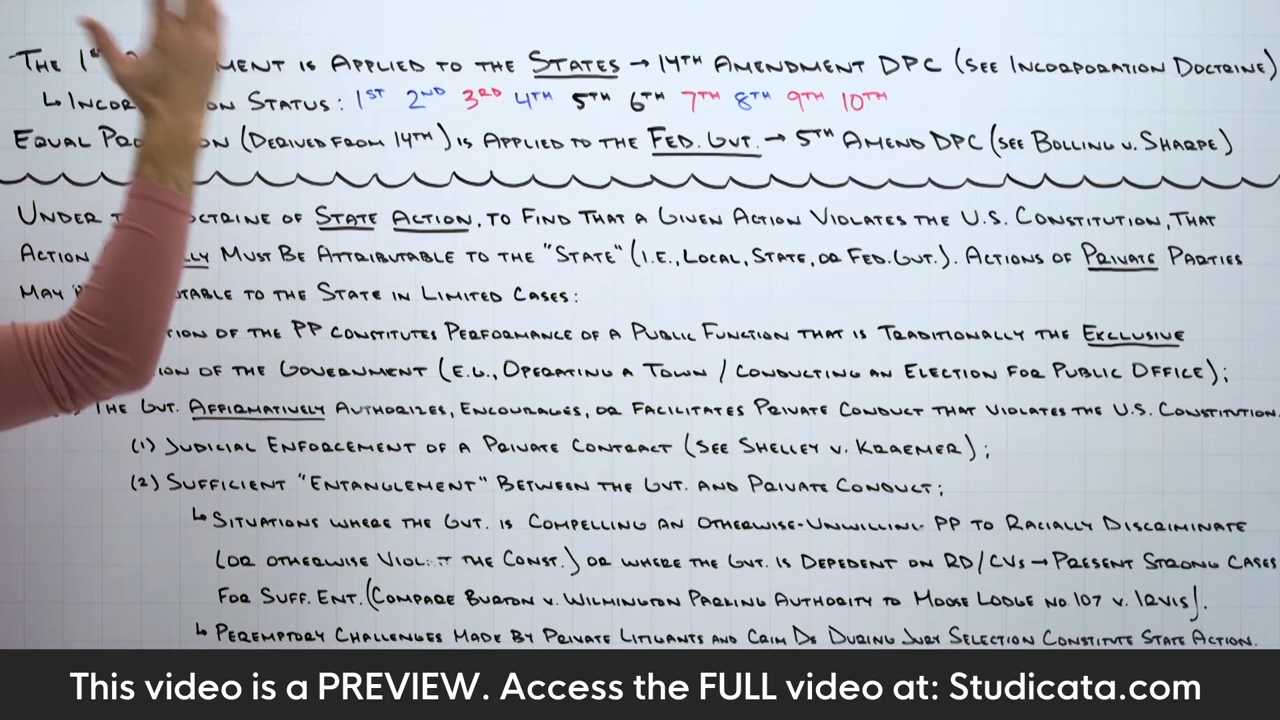 THE 1ST MENT IS APPLIED TO THE STATES → 14TH AMENDMENT DPC (SEE INCORPORATION DOCTRINE)
↳ INCOR ON STATUS: 1ST 2ND 3RD 4TH 5TH 6TH 7TH 8TH 9TH 10TH
EQUAL PRO ON (DERIVED FROM 14TH) IS APPLIED TO THE FED. GVT. → 5TH AMEND DPC (SEE BOLLING V. SHARPE)
UNDER T CTRINE OF STATE ACTION, TO FIND THAT A GIVEN ACTION VIOLATES THE U.S. CONSTITUTION, THAT
ACTION LLY MUST BE ATTRIBUTABLE TO THE "STATE" (I.E., LOCAL, STATE, OR FED. GVT.). ACTIONS OF PRIVATE PARTIES
MAY TABLE TO THE STATE IN LIMITED CASES:
TION OF THE PP CONSTITUTES PERFORMANCE OF A PUBLIC FUNCTION THAT IS TRADITIONALLY THE EXCLUSIVE
ION OF THE GOVERNMENT (E.G., OPERATING A TOWN / CONDUCTING AN ELECTION FOR PUBLIC OFFICE);
THE GVT. AFFIRMATIVELY AUTHORIZES, ENCOURAGES, OR FACILITATES PRIVATE CONDUCT THAT VIOLATES THE U.S. CONSTITUTION.
(1) JUDICIAL ENFORCEMENT OF A PRIVATE CONTRACT (SEE SHELLEY V. KRAEMER);
(2) SUFFICIENT "ENTANGLEMENT" BETWEEN THE GVT. AND PRIVATE CONDUCT;
↳ SITUATIONS WHERE THE GVT. IS COMPELLING AN OTHERWISE-UNWILLING PP TO RACIALLY DISCRIMINATE
(OR OTHERWISE VIOL T THE CONST.) OR WHERE THE GVT. IS DEPEDENT ON RD/CVS → PRESENT STRONG CASES
FOR SUFF. ENT. (COMPARE BURTON V. WILMINGTON PARKING AUTHORITY TO MOOSE LODGE NO. 107 V. IRVIS).
↳ PEREMPTORY CHALLENGES MADE BY PRIVATE LITIGANTS AND CRIM DS DURING JURY SELECTION CONSTITUTE STATE ACTION.
This video is a PREVIEW. Access the FULL video at: Studicata.com